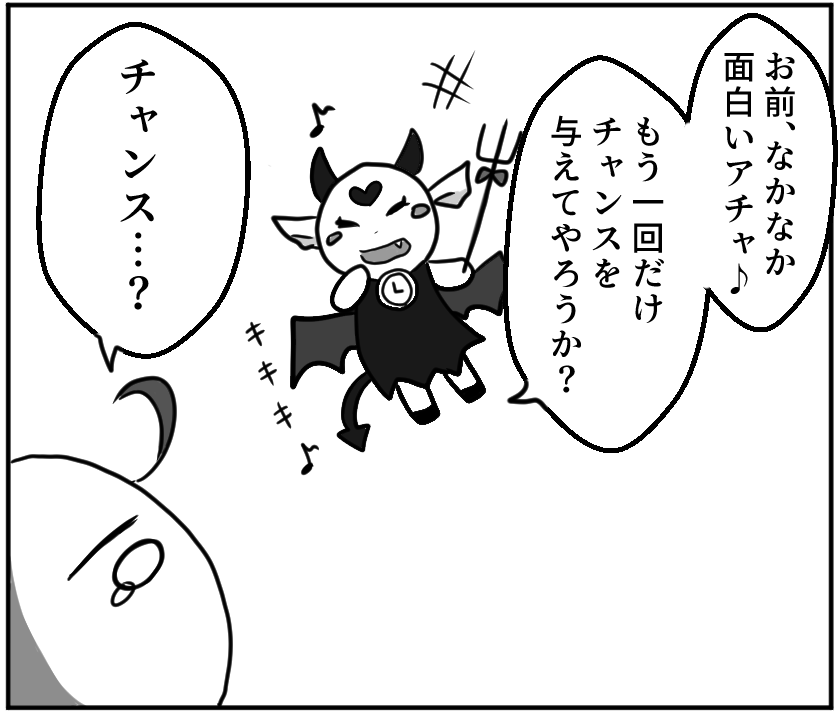 お前、なかなか
面白いアチャ♪
もう一回だけ
チャンスを
与えてやろうか？
チャンス…？
キキキ